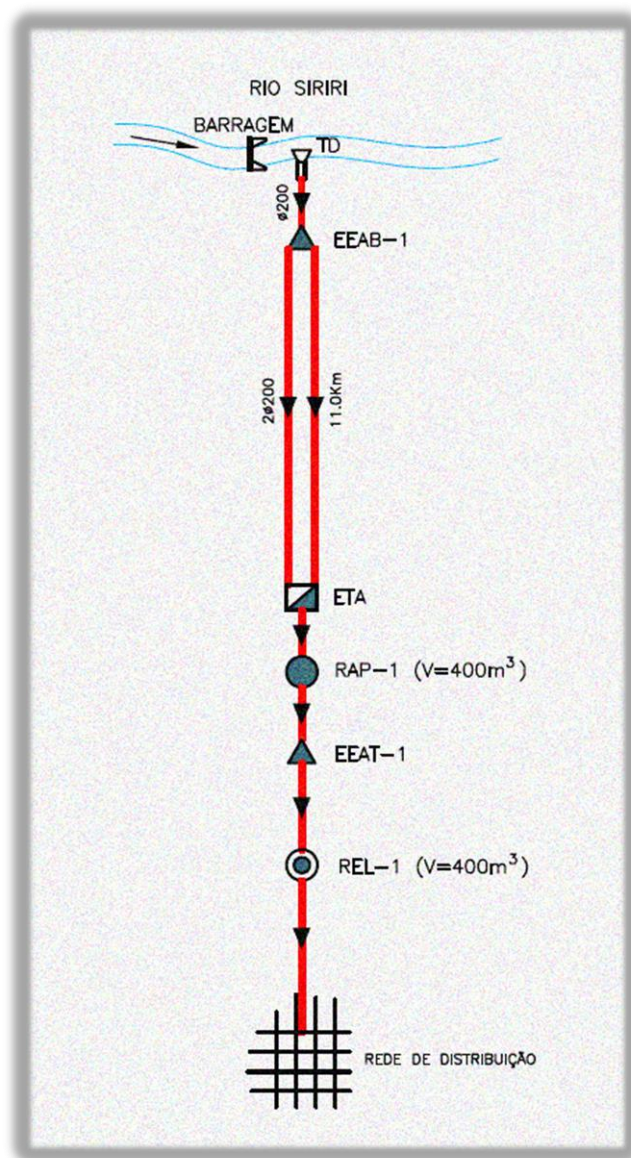 RIO SIRIRI
BARRAGEM
TD
ø200
EEAB-1
2ø200
11.0Km
ETA
RAP-1 (V=400m³)
EEAT-1
REL-1 (V=400m³)
REDE DE DISTRIBUIÇÃO